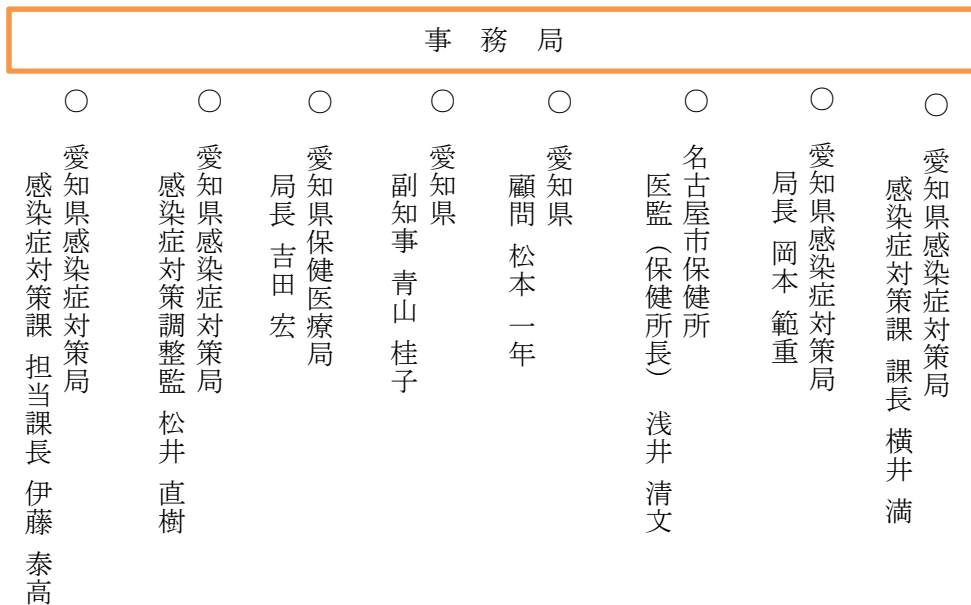 事 務 局
○
愛知県感染症対策局
感染症対策課 課長 横井 満
○
愛知県感染症対策局
局長 岡本 範重
○
名古屋市保健所
医監（保健所長） 浅井 清文
○
愛知県
顧問 松本 一年
○
愛知県
副知事 青山 桂子
○
愛知県保健医療局
局長 吉田 宏
○
愛知県感染症対策局
感染症対策調整監 松井 直樹
○
愛知県感染症対策局
感染症対策課 担当課長 伊藤 泰高